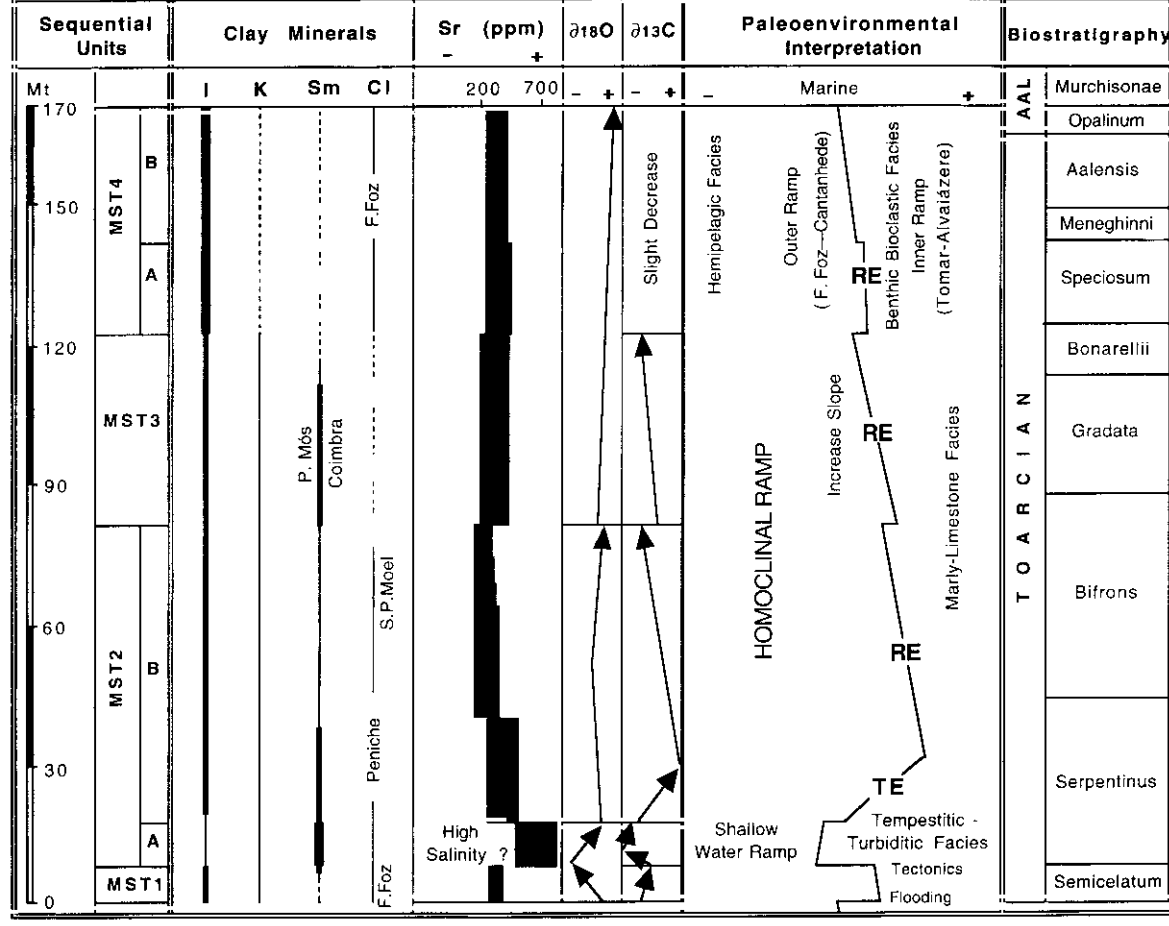 Sequential
Units
Clay Minerals
Sr (ppm)
- +
∂18O
∂13C
Paleoenvironmental
Interpretation
Biostratigraphy
Mt
I K Sm Cl
200 700
- +
- +
- Marine +
AAL
Murchisonae
170
Opalinum
MST4
B
F.Foz
Slight Decrease
Hemipelagic Facies
Outer Ramp
(F. Foz-Cantanhede)
Benthic Bioclastic Facies
Inner Ramp
(Tomar-Alvaiázere)
Aalensis
150
Meneghinni
A
RE
Speciosum
120
Bonarellii
MST3
P. Mós
Coimbra
Increase Slope
RE
Marly-Limestone Facies
TOARCIAN
Gradata
90
HOMOCLINAL RAMP
MST2
B
S.P.Moel
Bifrons
60
RE
Peniche
30
TE
Serpentinus
A
High
Salinity ?
Shallow
Water Ramp
Tempestitic -
Turbiditic Facies
MST1
F.Foz
Tectonics
Semicelatum
Flooding
0